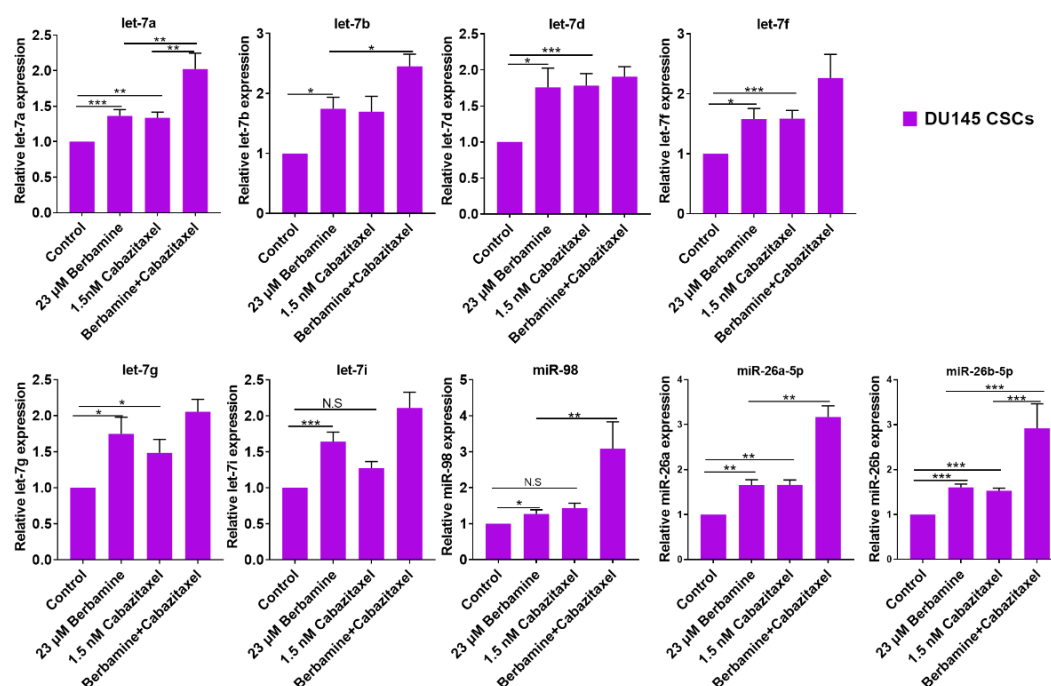 let-7a
Relative let-7a expression
2.5
2.0
1.5
1.0
0.5
0.0
***
**
**
**
Control
23 µM Berbamine
1.5nM Cabazitaxel
Berbamine+Cabazitaxel
let-7b
Relative let-7b expression
3
2
1
0
*
*
Control
23 µM Berbamine
1.5 nM Cabazitaxel
Berbamine+Cabazitaxel
let-7d
Relative let-7d expression
2.5
2.0
1.5
1.0
0.5
0.0
***
*
Control
23 µM Berbamine
1.5 nM Cabazitaxel
Berbamine+Cabazitaxel
let-7f
Relative let-7f expression
3
2
1
0
***
*
Control
23 µM Berbamine
1.5 nM Cabazitaxel
Berbamine+Cabazitaxel
DU145 CSCs
let-7g
Relative let-7g expression
2.5
2.0
1.5
1.0
0.5
0.0
*
*
Control
23 µM Berbamine
1.5 nM Cabazitaxel
Berbamine+Cabazitaxel
let-7i
Relative let-7i expression
2.5
2.0
1.5
1.0
0.5
0.0
N.S
***
Control
23 µM Berbamine
1.5 nM Cabazitaxel
Berbamine+Cabazitaxel
miR-98
Relative miR-98 expression
5
4
3
2
1
0
**
N.S
*
Control
23 µM Berbamine
1.5 nM Cabazitaxel
Berbamine+Cabazitaxel
miR-26a-5p
Relative miR-26a expression
4
3
2
1
0
**
**
**
Control
23 µM Berbamine
1.5 nM Cabazitaxel
Berbamine+Cabazitaxel
miR-26b-5p
Relative miR-26b expression
4
3
2
1
0
***
***
***
***
Control
23 µM Berbamine
1.5 nM Cabazitaxel
Berbamine+Cabazitaxel